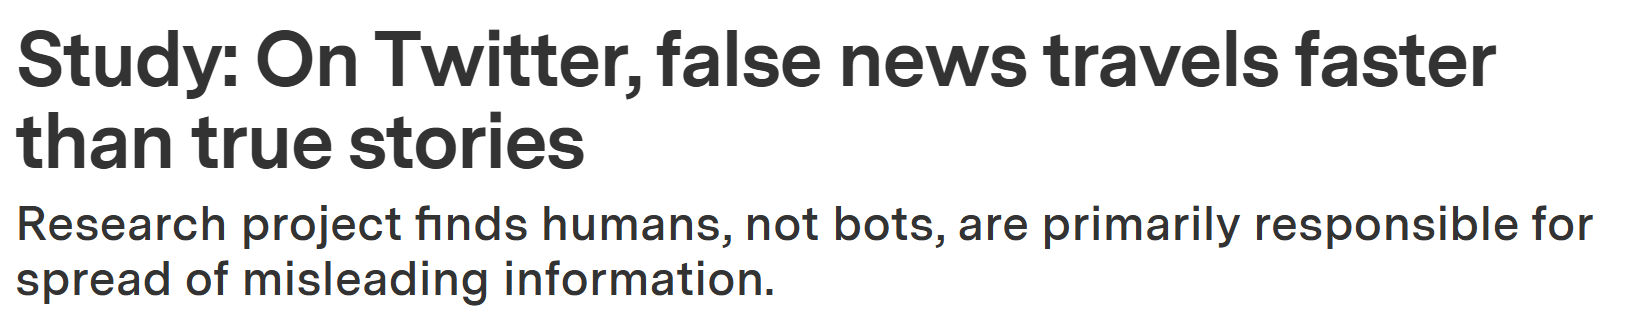 Study: On Twitter, false news travels faster
than true stories
Research project finds humans, not bots, are primarily responsible for
spread of misleading information.